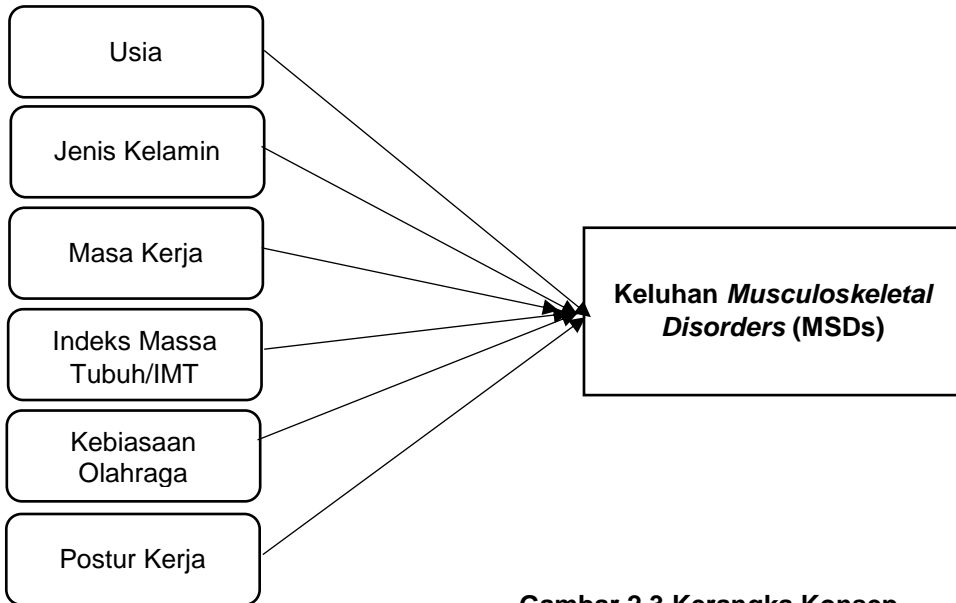 Usia
Jenis Kelamin
Masa Kerja
Indeks Massa
Tubuh/IMT
Kebiasaan
Olahraga
Postur Kerja
Keluhan Musculoskeletal
Disorders (MSDs)
Gambar 2.3 Kerangka Konsep